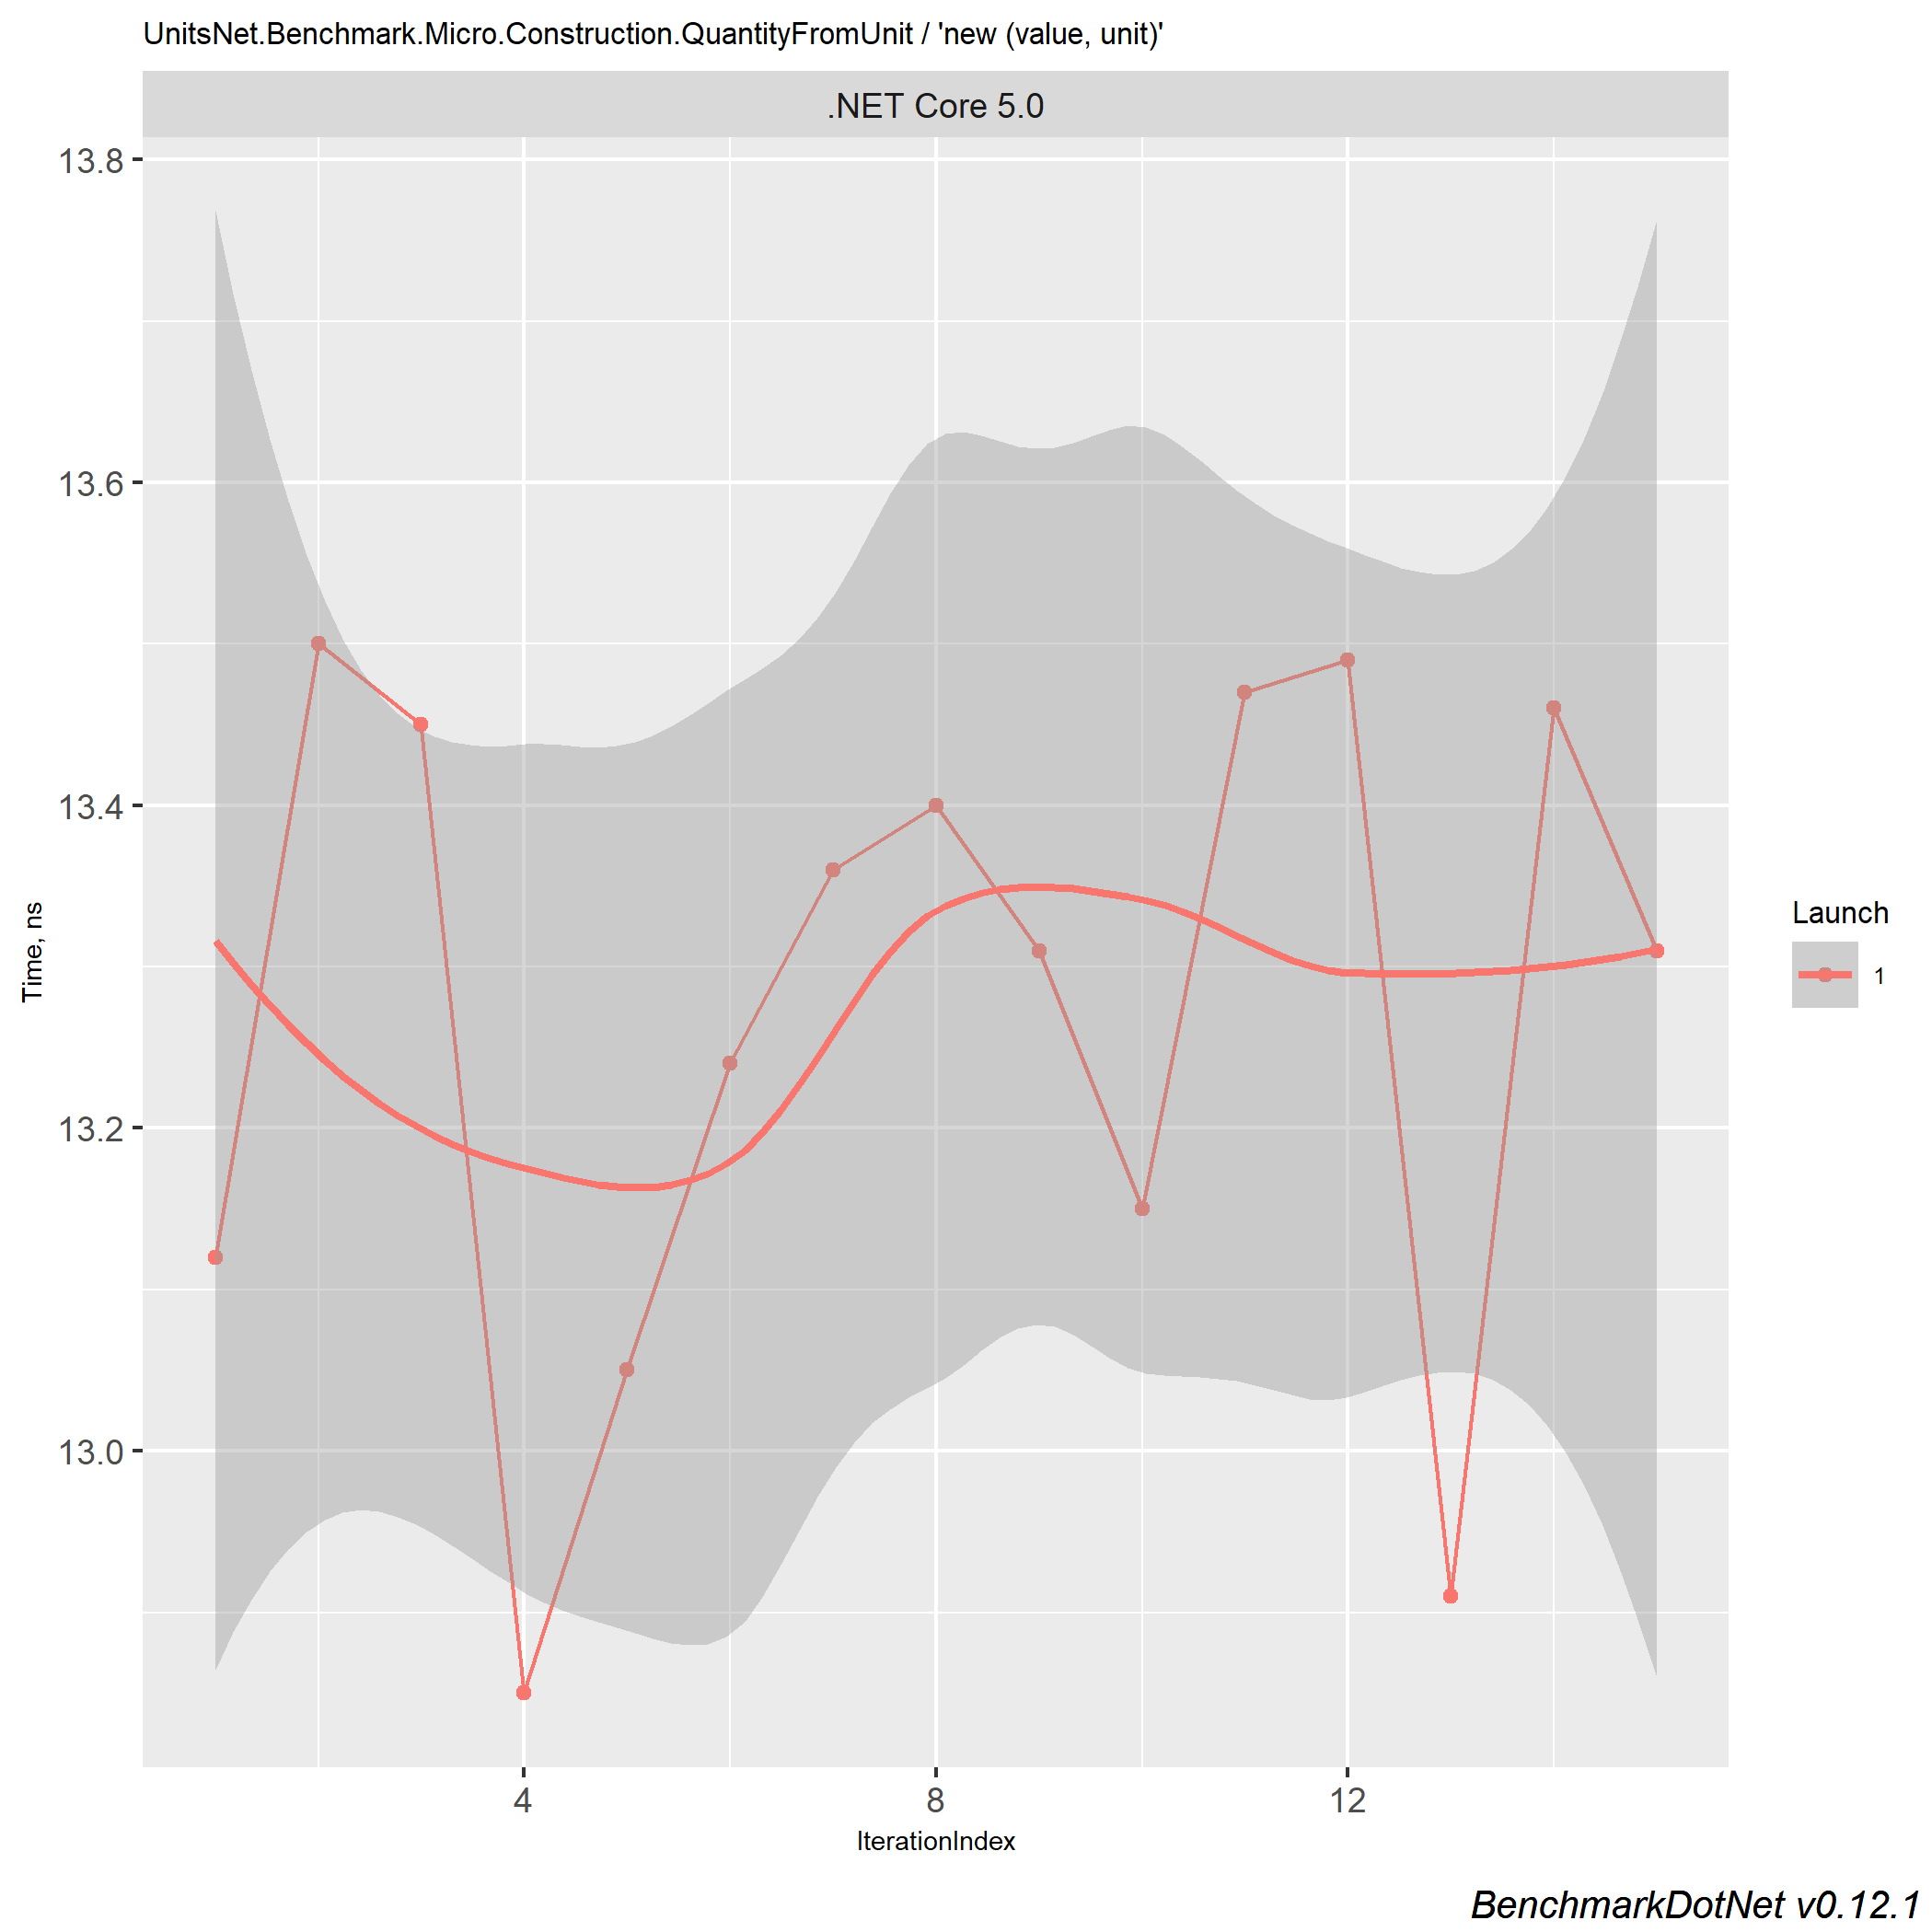 UnitsNet.Benchmark.Micro.Construction.QuantityFromUnit / 'new (value, unit)'
.NET Core 5.0
13.8
13.6
13.4
13.2
13.0
Time, ns
4
8
12
IterationIndex
Launch
1
BenchmarkDotNet v0.12.1